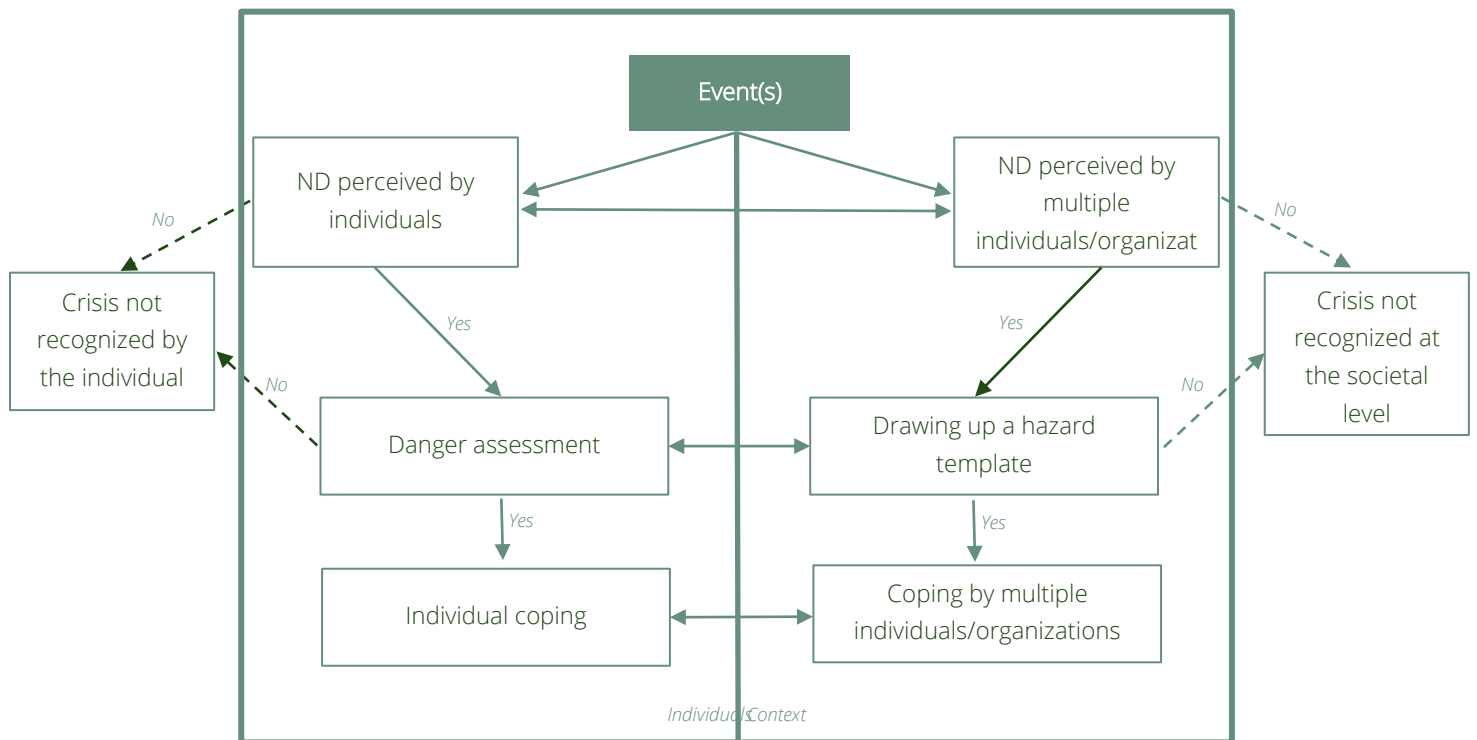 Event(s)
ND perceived by
individuals
ND perceived by
multiple
individuals/organizat
No
No
Crisis not
recognized by
the individual
Crisis not
recognized at
the societal
level
Yes
Yes
No
No
Danger assessment
Drawing up a hazard
template
Yes
Yes
Individual coping
Coping by multiple
individuals/organizations
Individuals
Context